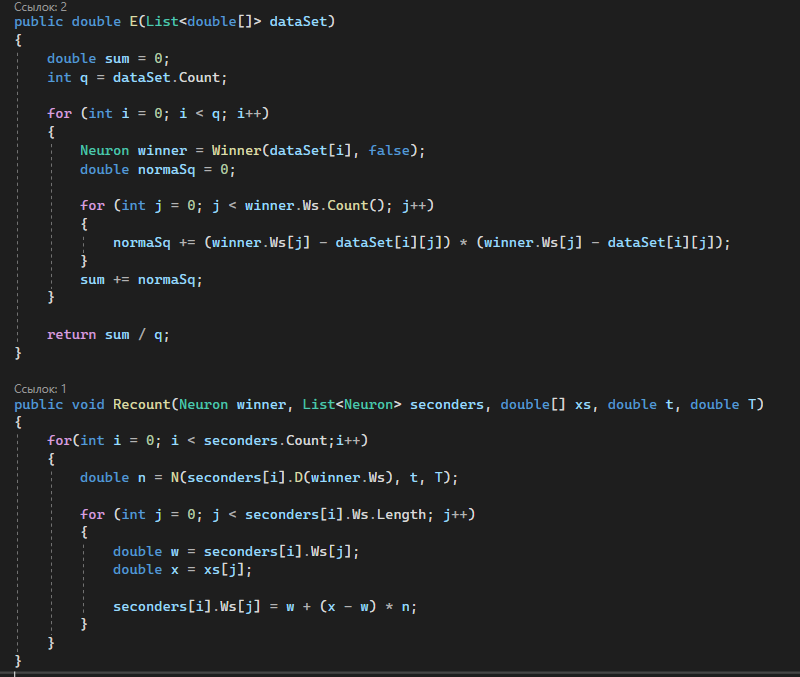 Ссылок: 2
public double E(List<double[]> dataSet)
{
    double sum = 0;
    int q = dataSet.Count;

    for (int i = 0; i < q; i++)
    {
        Neuron winner = Winner(dataSet[i], false);
        double normaSq = 0;

        for (int j = 0; j < winner.Ws.Count(); j++)
        {
            normaSq += (winner.Ws[j] - dataSet[i][j]) * (winner.Ws[j] - dataSet[i][j]);
        }
        sum += normaSq;
    }

    return sum / q;
}

Ссылок: 1
public void Recount(Neuron winner, List<Neuron> seconders, double[] xs, double t, double T)
{
    for(int i = 0; i < seconders.Count;i++)
    {
        double n = N(seconders[i].D(winner.Ws), t, T);

        for (int j = 0; j < seconders[i].Ws.Length; j++)
        {
            double w = seconders[i].Ws[j];
            double x = xs[j];

            seconders[i].Ws[j] = w + (x - w) * n;
        }
    }
}